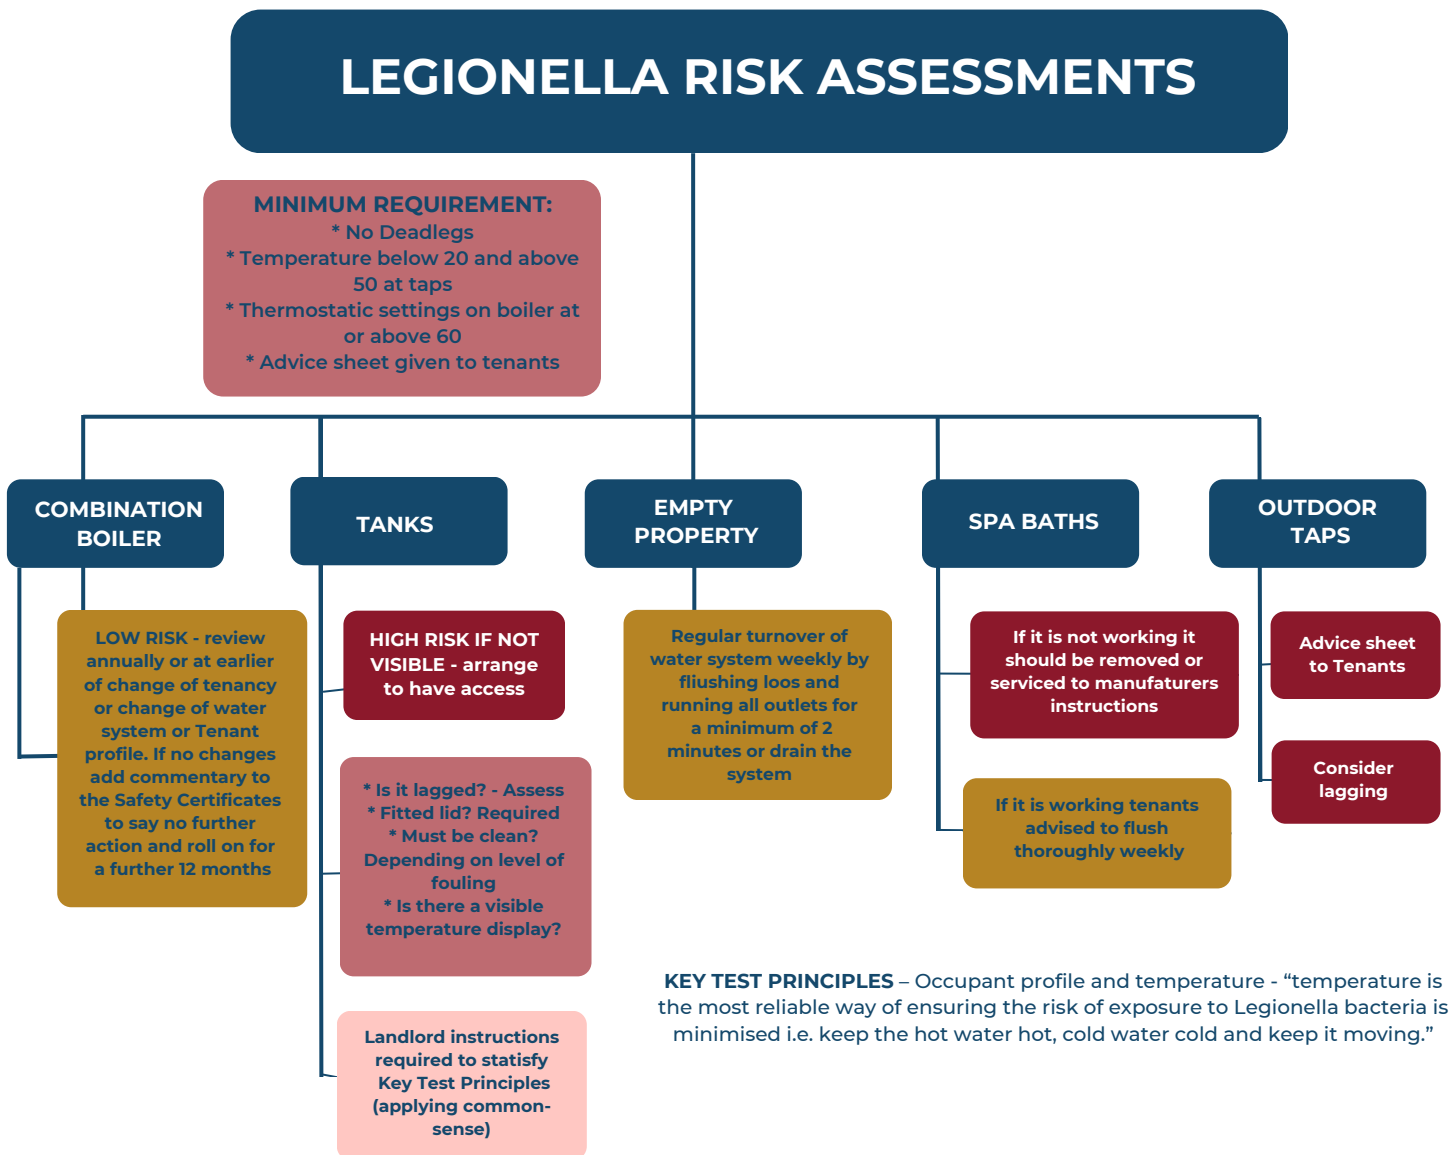 LEGIONELLA RISK ASSESSMENTS
MINIMUM REQUIREMENT:
* No Deadlegs
* Temperature below 20 and above
50 at taps
* Thermostatic settings on boiler at
or above 60
* Advice sheet given to tenants
COMBINATION
BOILER
LOW RISK - review
annually or at earlier
of change of tenancy
or change of water
system or Tenant
profile. If no changes
add commentary to
the Safety Certificates
to say no further
action and roll on for
a further 12 months
TANKS
HIGH RISK IF NOT
VISIBLE - arrange
to have access
* Is it lagged? - Assess
* Fitted lid? Required
* Must be clean?
Depending on level of
fouling
* Is there a visible
temperature display?
Landlord instructions
required to statisfy
Key Test Principles
(applying common-
sense)
EMPTY
PROPERTY
Regular turnover of
water system weekly by
fliushing loos and
running all outlets for
a minimum of 2
minutes or drain the
system
SPA BATHS
If it is not working it
should be removed or
serviced to manufaturers
instructions
If it is working tenants
advised to flush
thoroughly weekly
OUTDOOR
TAPS
Advice sheet
to Tenants
Consider
lagging
KEY TEST PRINCIPLES – Occupant profile and temperature - “temperature is
the most reliable way of ensuring the risk of exposure to Legionella bacteria is
minimised i.e. keep the hot water hot, cold water cold and keep it moving.”